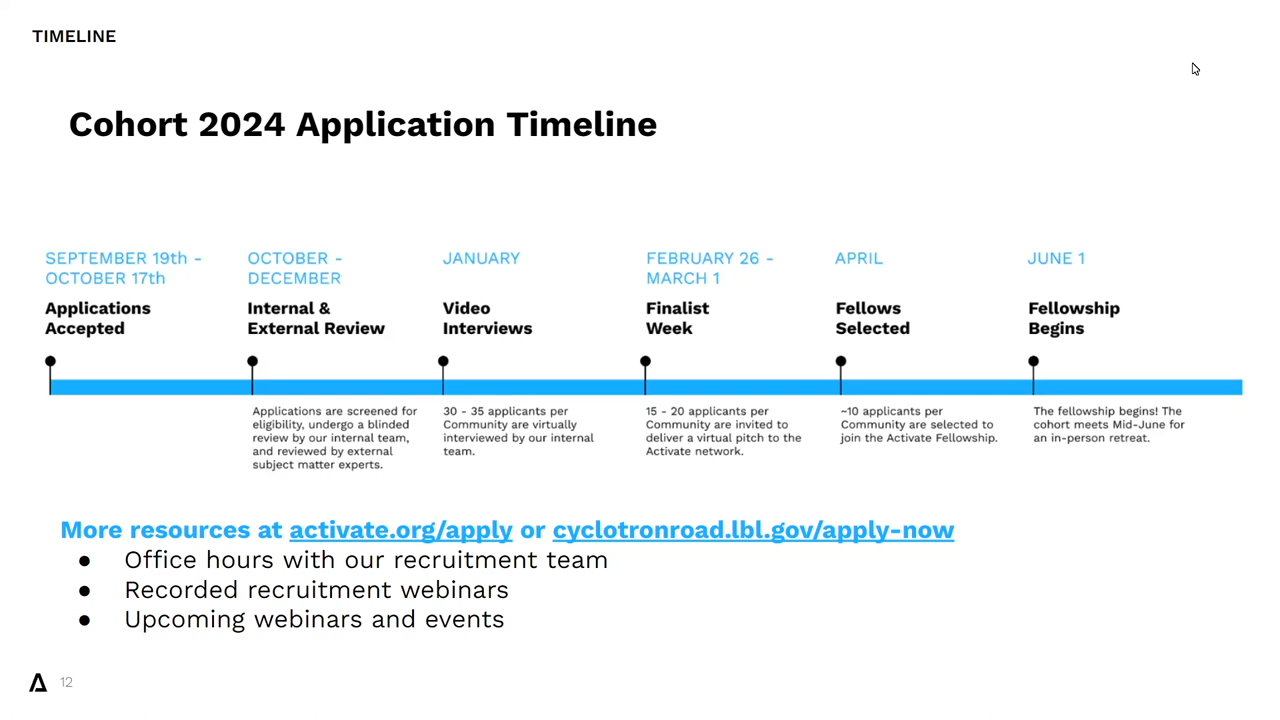 TIMELINE
Cohort 2024 Application Timeline
SEPTEMBER 19th -
OCTOBER 17th
Applications
Accepted
OCTOBER -
DECEMBER
Internal &
External Review
Applications are screened for
eligibility, undergo a blinded
review by our internal team,
and reviewed by external
subject matter experts.
JANUARY
Video
Interviews
30 - 35 applicants per
Community are virtually
interviewed by our internal
team.
FEBRUARY 26 -
MARCH 1
Finalist
Week
15 - 20 applicants per
Community are invited to
deliver a virtual pitch to the
Activate network.
APRIL
Fellows
Selected
~10 applicants per
Community are selected to
join the Activate Fellowship.
JUNE 1
Fellowship
Begins
The fellowship begins! The
cohort meets Mid-June for
an in-person retreat.
More resources at activate.org/apply or cyclotronroad.lbl.gov/apply-now
● Office hours with our recruitment team
● Recorded recruitment webinars
● Upcoming webinars and events
12